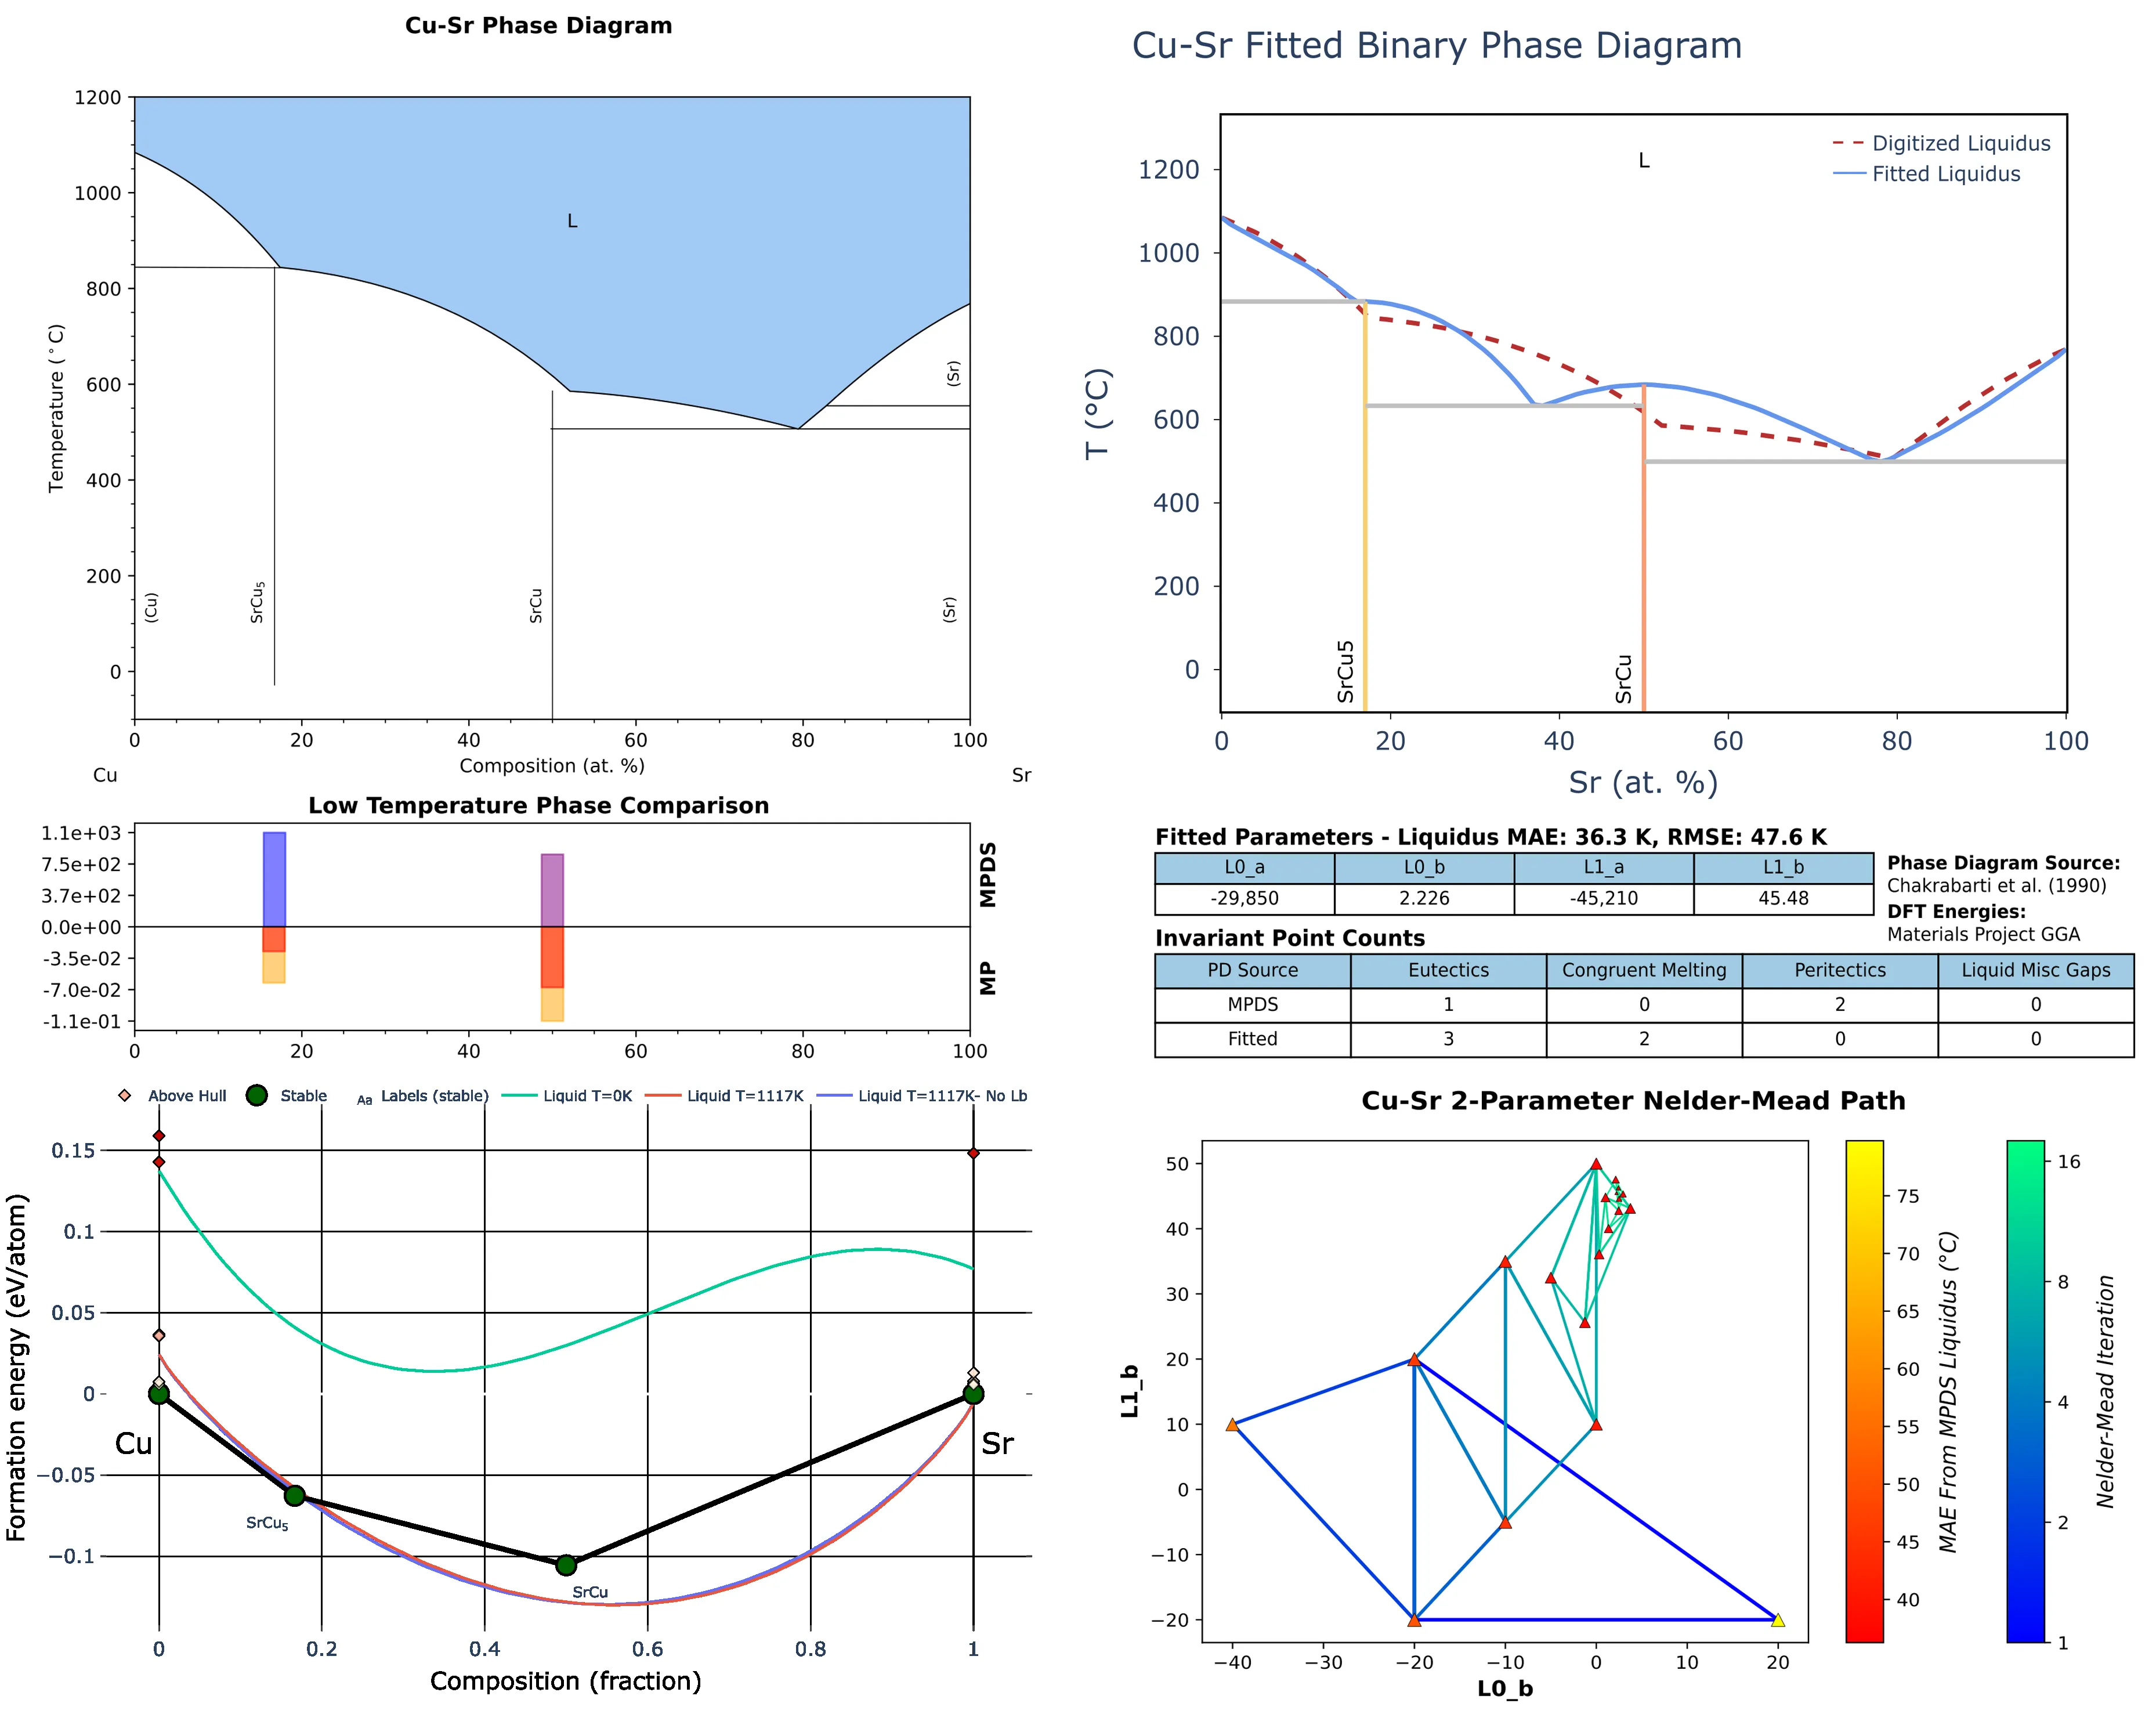 Cu-Sr Phase Diagram
1200
1000
800
600
400
200
0
Temperature (°C)
L
(Cu)
SrCu5
SrCu
(Sr)
(Sr)
0 20 40 60 80 100
Composition (at. %)
Cu Sr
Cu-Sr Fitted Binary Phase Diagram
L
Digitized Liquidus
Fitted Liquidus
1200
1000
800
600
400
200
0
T (°C)
SrCu5
SrCu
0 20 40 60 80 100
Sr (at. %)
Low Temperature Phase Comparison
1.1e+03
7.5e+02
3.7e+02
0.0e+00
-3.5e-02
-7.0e-02
-1.1e-01
MPDS
MP
0 20 40 60 80 100
Fitted Parameters - Liquidus MAE: 36.3 K, RMSE: 47.6 K
L0_a L0_b L1_a L1_b
-29,850 2.226 -45,210 45.48
Phase Diagram Source:
Chakrabarti et al. (1990)
DFT Energies:
Materials Project GGA
Invariant Point Counts
PD Source Eutectics Congruent Melting Peritectics Liquid Misc Gaps
MPDS 1 0 2 0
Fitted 3 2 0 0
Above Hull Stable Aa Labels (stable) Liquid T=0K Liquid T=1117K Liquid T=1117K- No Lb
0.15
0.1
0.05
0
−0.05
−0.1
Formation energy (eV/atom)
Cu
Sr
SrCu5
SrCu
0 0.2 0.4 0.6 0.8 1
Composition (fraction)
Cu-Sr 2-Parameter Nelder-Mead Path
50
40
30
20
10
0
−10
−20
L1_b
−40 −30 −20 −10 0 10 20
L0_b
75
70
65
60
55
50
45
40
MAE From MPDS Liquidus (°C)
16
8
4
2
1
Nelder-Mead Iteration